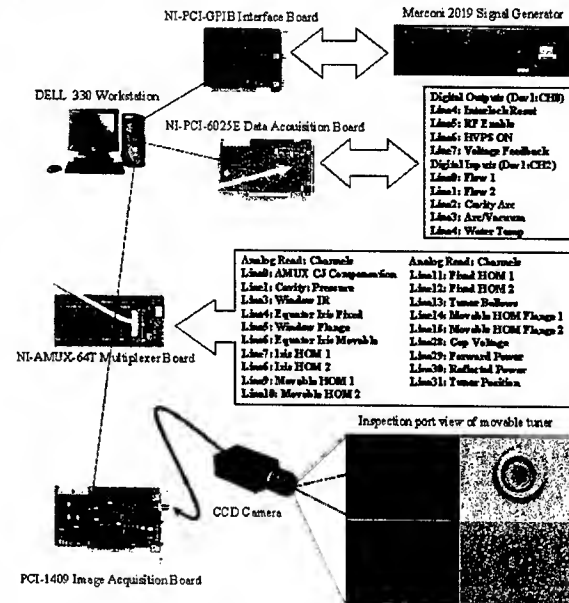 NI-PCI-GPIB Interface Board
Marconi 2019 Signal Generator
DELL 330 Workstation
NI-PCI-6025E Data Acquisition Board
Digital Outputs (Dev1:CH0)
Line4: Interlock Reset
Line5: RF Enable
Line6: HVPS ON
Line7: Voltage Feedback
Digital Inputs (Dev1:CH2)
Line0: Flow 1
Line1: Flow 2
Line2: Cavity Arc
Line3: Arc/Vacuum
Line4: Water Temp
NI-AMUX-64T Multiplexer Board
Analog Read: Channels
Line0: AMUX CJ Compensation
Line1: Cavity: Pressure
Line3: Window IR
Line4: Equator Iris Fixed
Line5: Window Flange
Line6: Equator Iris Movable
Line7: Iris HOM 1
Line8: Iris HOM 2
Line9: Movable HOM 1
Line10: Movable HOM 2
Analog Read: Channels
Line11: Fixed HOM 1
Line12: Fixed HOM 2
Line13: Tuner Bellows
Line14: Movable HOM Flange 1
Line15: Movable HOM Flange 2
Line28: Gap Voltage
Line29: Forward Power
Line30: Reflected Power
Line31: Tuner Position
Inspection port view of movable tuner
CCD Camera
PCI-1409 Image Acquisition Board